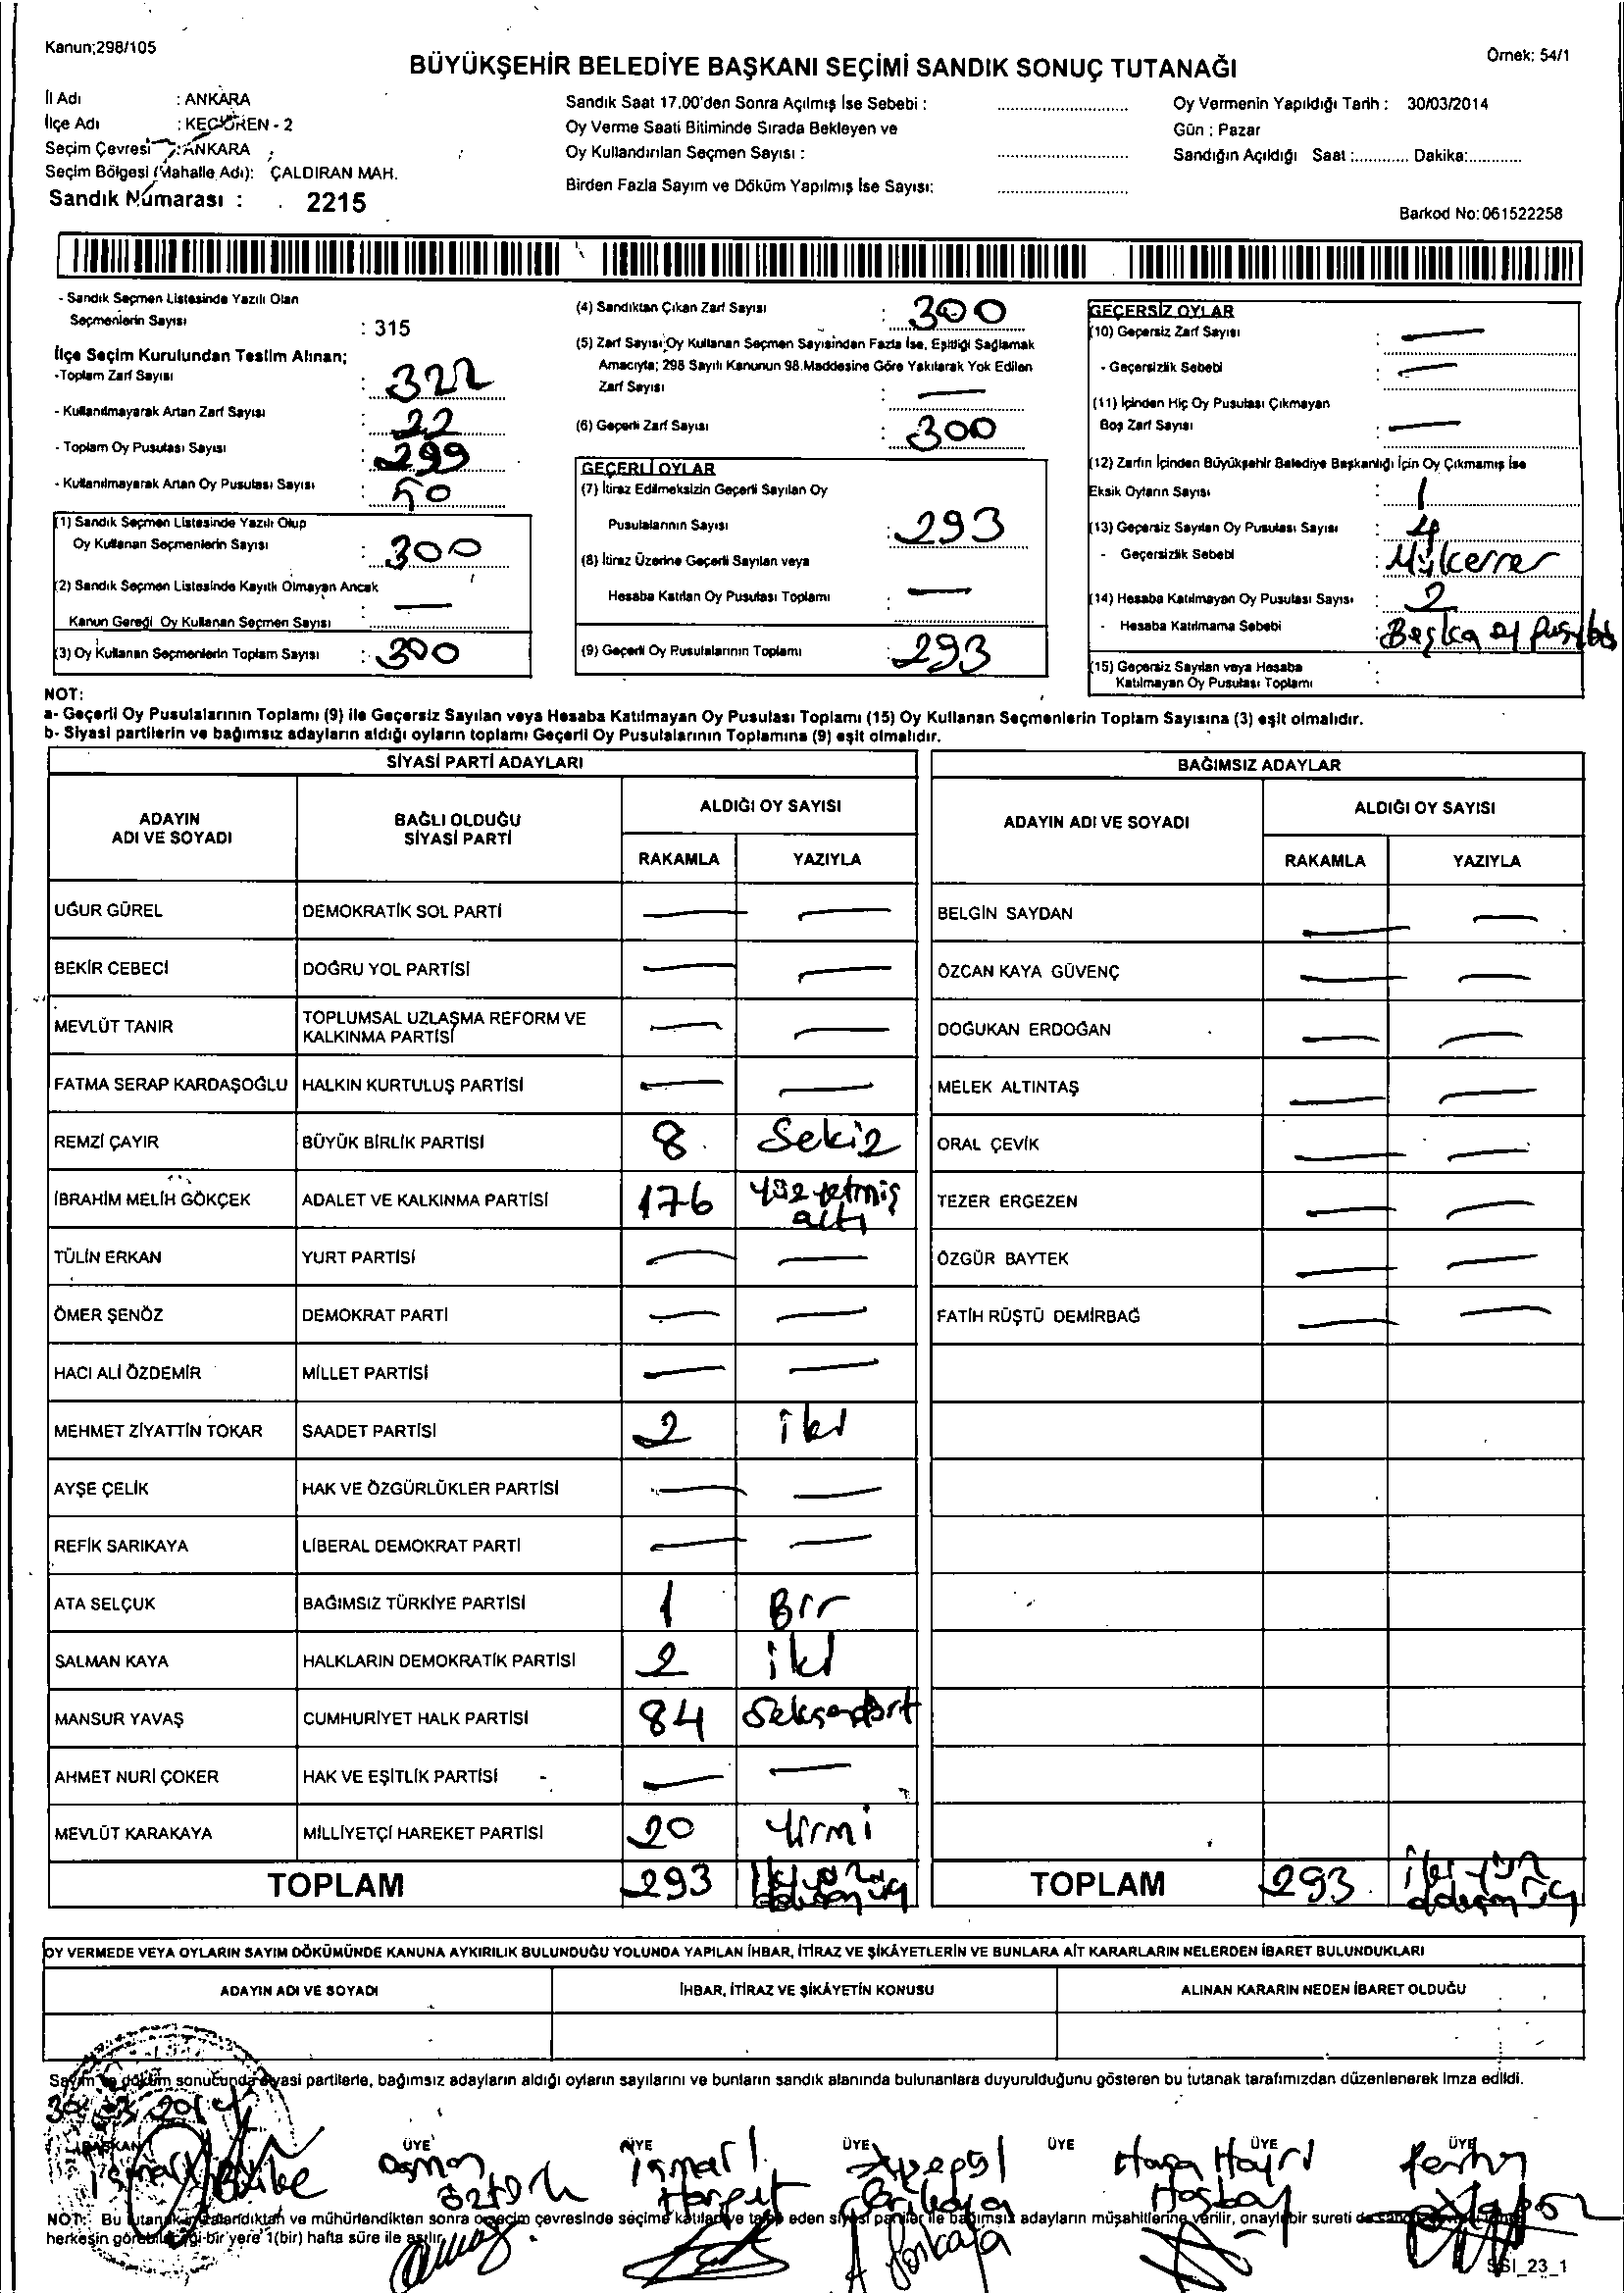 Kanun;298/105
Örnek: 54/1
BÜYÜKŞEHİR BELEDİYE BAŞKANI SEÇİMİ SANDIK SONUÇ TUTANAĞI
İl Adı : ANKARA
İlçe Adı : KEÇİÖREN - 2
Seçim Çevresi : ANKARA
Seçim Bölgesi (Mahalle Adı): ÇALDIRAN MAH.
Sandık Numarası : 2215
Sandık Saat 17.00'den Sonra Açılmış İse Sebebi :
Oy Verme Saati Bitiminde Sırada Bekleyen ve
Oy Kullandırılan Seçmen Sayısı :
Birden Fazla Sayım ve Döküm Yapılmış İse Sayısı:
Oy Vermenin Yapıldığı Tarih : 30/03/2014
Gün : Pazar
Sandığın Açıldığı Saat :............ Dakika:............
Barkod No:061522258
- Sandık Seçmen Listesinde Yazılı Olan
Seçmenlerin Sayısı : 315
İlçe Seçim Kurulundan Teslim Alınan;
-Toplam Zarf Sayısı : 322
- Kullanılmayarak Artan Zarf Sayısı : 22
- Toplam Oy Pusulası Sayısı : 299
- Kullanılmayarak Artan Oy Pusulası Sayısı : 50
(1) Sandık Seçmen Listesinde Yazılı Olup
Oy Kullanan Seçmenlerin Sayısı : 300
(2) Sandık Seçmen Listesinde Kayıtlı Olmayan Ancak
Kanun Gereği Oy Kullanan Seçmen Sayısı : —
(3) Oy Kullanan Seçmenlerin Toplam Sayısı : 300
(4) Sandıktan Çıkan Zarf Sayısı : 300
(5) Zarf Sayısı Oy Kullanan Seçmen Sayısından Fazla İse, Eşitliği Sağlamak
Amacıyla; 298 Sayılı Kanunun 98.Maddesine Göre Yakılarak Yok Edilen
Zarf Sayısı : —
(6) Geçerli Zarf Sayısı : 300
GEÇERLİ OYLAR
(7) İtiraz Edilmeksizin Geçerli Sayılan Oy
Pusulalarının Sayısı : 293
(8) İtiraz Üzerine Geçerli Sayılan veya
Hesaba Katılan Oy Pusulası Toplamı : —
(9) Geçerli Oy Pusulalarının Toplamı : 293
GEÇERSİZ OYLAR
(10) Geçersiz Zarf Sayısı : —
- Geçersizlik Sebebi : —
(11) İçinden Hiç Oy Pusulası Çıkmayan
Boş Zarf Sayısı : —
(12) Zarfın İçinden Büyükşehir Belediye Başkanlığı İçin Oy Çıkmamış İse
Eksik Oyların Sayısı : 1
(13) Geçersiz Sayılan Oy Pusulası Sayısı : 4
- Geçersizlik Sebebi : Mükerrer
(14) Hesaba Katılmayan Oy Pusulası Sayısı : 2
- Hesaba Katılmama Sebebi : Başka oy pusulası
(15) Geçersiz Sayılan veya Hesaba
Katılmayan Oy Pusulası Toplamı :
NOT:
a- Geçerli Oy Pusulalarının Toplamı (9) ile Geçersiz Sayılan veya Hesaba Katılmayan Oy Pusulası Toplamı (15) Oy Kullanan Seçmenlerin Toplam Sayısına (3) eşit olmalıdır.
b- Siyasi partilerin ve bağımsız adayların aldığı oyların toplamı Geçerli Oy Pusulalarının Toplamına (9) eşit olmalıdır.
SİYASİ PARTİ ADAYLARI
ADAYIN ADI VE SOYADI BAĞLI OLDUĞU SİYASİ PARTİ ALDIĞI OY SAYISI
RAKAMLA YAZIYLA
UĞUR GÜREL DEMOKRATİK SOL PARTİ — —
BEKİR CEBECİ DOĞRU YOL PARTİSİ — —
MEVLÜT TANIR TOPLUMSAL UZLAŞMA REFORM VE KALKINMA PARTİSİ — —
FATMA SERAP KARDAŞOĞLU HALKIN KURTULUŞ PARTİSİ — —
REMZİ ÇAYIR BÜYÜK BİRLİK PARTİSİ 8 Sekiz
İBRAHİM MELİH GÖKÇEK ADALET VE KALKINMA PARTİSİ 176 Yüz yetmiş altı
TÜLİN ERKAN YURT PARTİSİ — —
ÖMER ŞENÖZ DEMOKRAT PARTİ — —
HACI ALİ ÖZDEMİR MİLLET PARTİSİ — —
MEHMET ZİYATTİN TOKAR SAADET PARTİSİ 2 iki
AYŞE ÇELİK HAK VE ÖZGÜRLÜKLER PARTİSİ — —
REFİK SARIKAYA LİBERAL DEMOKRAT PARTİ — —
ATA SELÇUK BAĞIMSIZ TÜRKİYE PARTİSİ 1 Bir
SALMAN KAYA HALKLARIN DEMOKRATİK PARTİSİ 2 iki
MANSUR YAVAŞ CUMHURİYET HALK PARTİSİ 84 Seksendört
AHMET NURİ ÇOKER HAK VE EŞİTLİK PARTİSİ — —
MEVLÜT KARAKAYA MİLLİYETÇİ HAREKET PARTİSİ 20 Yirmi
TOPLAM 293 İkiyüz doksan üç
BAĞIMSIZ ADAYLAR
ADAYIN ADI VE SOYADI ALDIĞI OY SAYISI
RAKAMLA YAZIYLA
BELGİN SAYDAN — —
ÖZCAN KAYA GÜVENÇ — —
DOĞUKAN ERDOĞAN — —
MELEK ALTINTAŞ — —
ORAL ÇEVİK — —
TEZER ERGEZEN — —
ÖZGÜR BAYTEK — —
FATİH RÜŞTÜ DEMİRBAĞ — —
TOPLAM 293 iki yüz doksan üç
OY VERMEDE VEYA OYLARIN SAYIM DÖKÜMÜNDE KANUNA AYKIRILIK BULUNDUĞU YOLUNDA YAPILAN İHBAR, İTİRAZ VE ŞİKÂYETLERİN VE BUNLARA AİT KARARLARIN NELERDEN İBARET BULUNDUKLARI
ADAYIN ADI VE SOYADI İHBAR, İTİRAZ VE ŞİKÂYETİN KONUSU ALINAN KARARIN NEDEN İBARET OLDUĞU
Sayım ve döküm sonucunda siyasi partilerle, bağımsız adayların aldığı oyların sayılarını ve bunların sandık alanında bulunanlara duyurulduğunu gösteren bu tutanak tarafımızdan düzenlenerek imza edildi.
BAŞKAN ÜYE ÜYE ÜYE ÜYE ÜYE ÜYE
Osman Öztürk
NOT: Bu tutanak imzalandıktan ve mühürlendikten sonra o seçim çevresinde seçime katılan ve taraf eden siyasi partiler ile bağımsız adayların müşahitlerine verilir, onaylı bir sureti de
herkesin görebileceği bir yere 1(bir) hafta süre ile asılır.
SSI_23_1